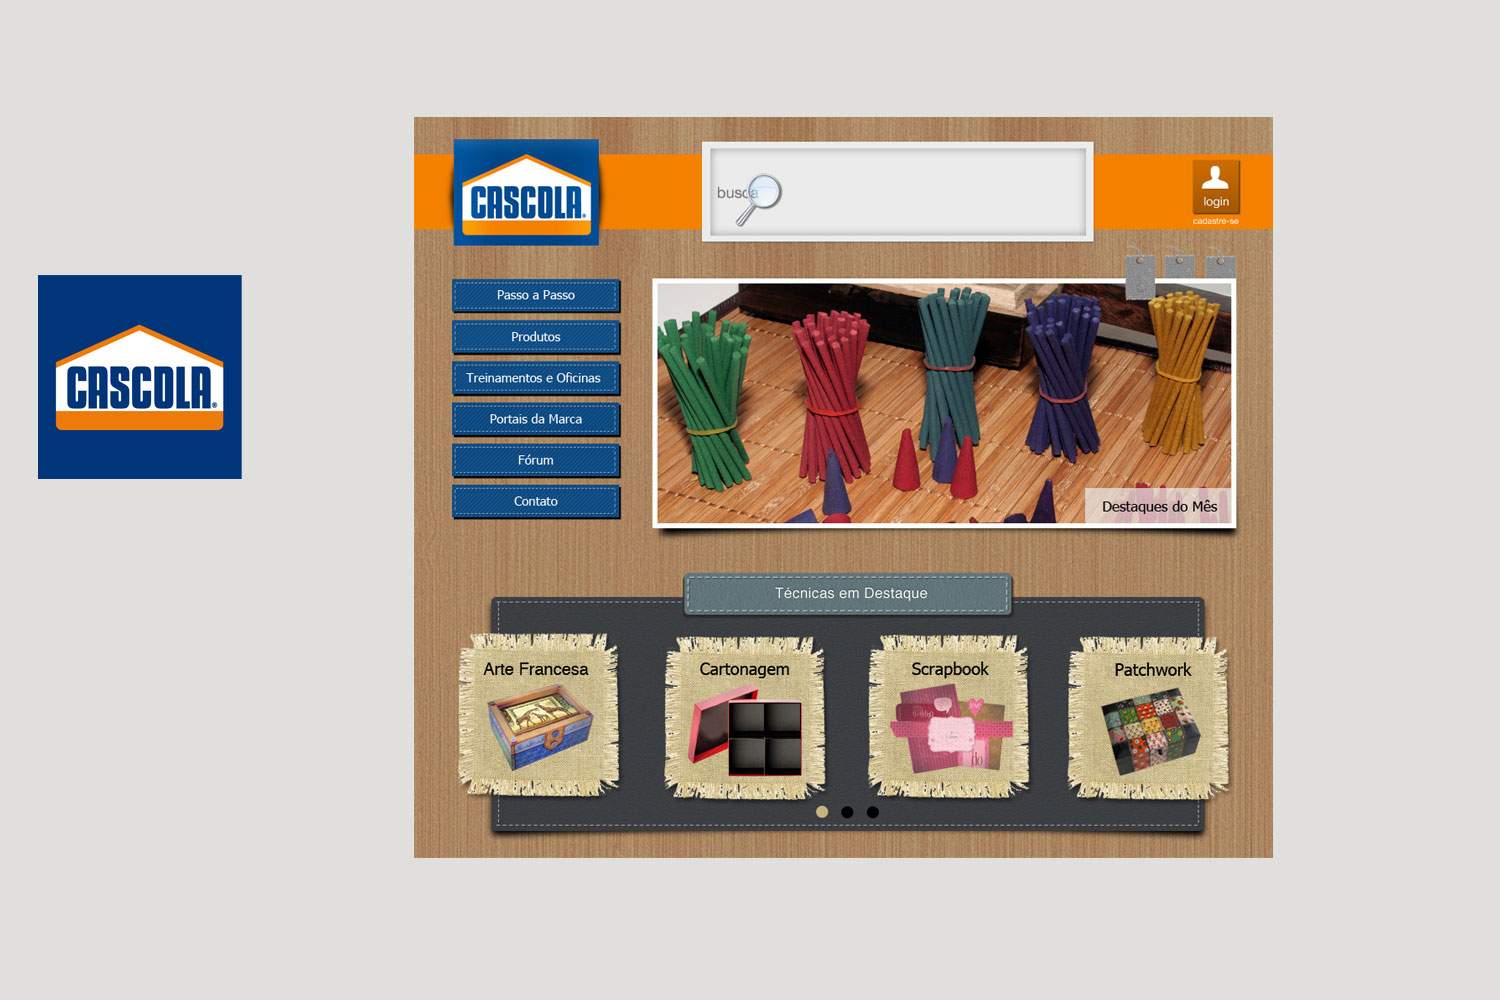 CASCOLA®
CASCOLA®
busca
login
cadastre-se
Passo a Passo
Produtos
Treinamentos e Oficinas
Portais da Marca
Fórum
Contato
Destaques do Mês
Técnicas em Destaque
Arte Francesa
Cartonagem
Scrapbook
Patchwork